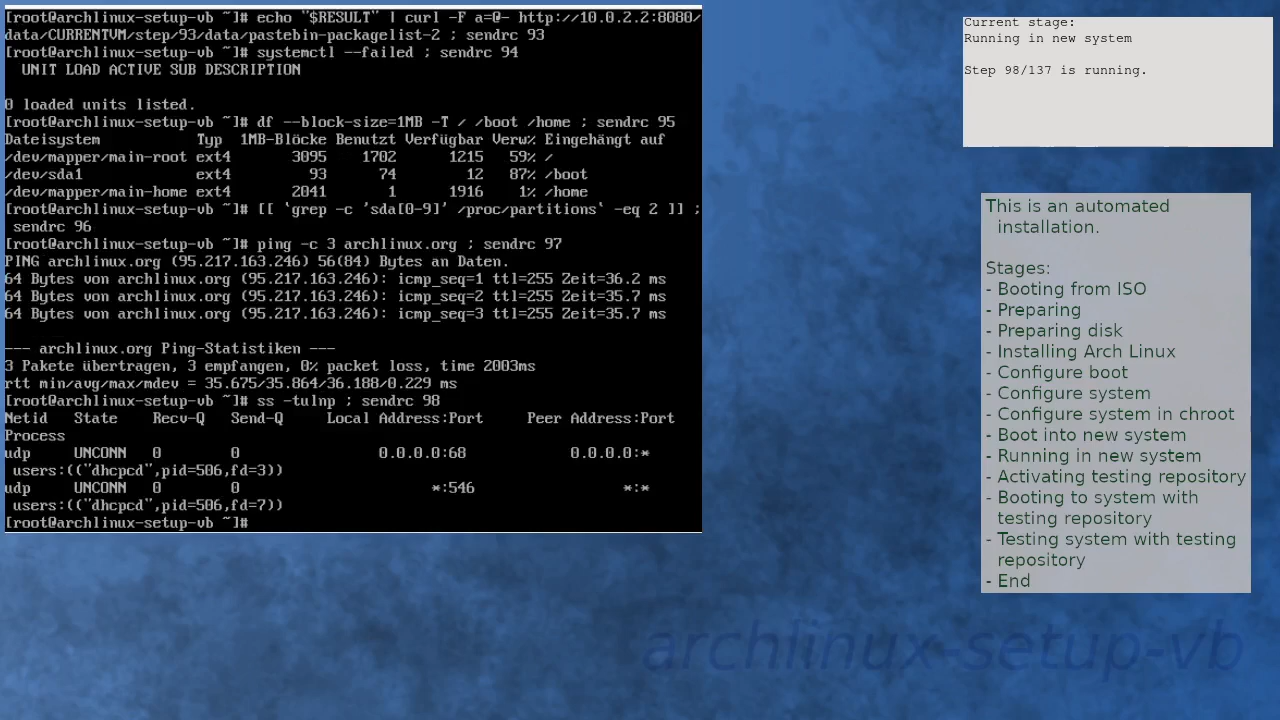 [root@archlinux-setup-vb ~]# echo "$RESULT" | curl -F a=@- http://10.0.2.2:8080/
data/CURRENTVM/step/93/data/pastebin-packagelist-2 ; sendrc 93
[root@archlinux-setup-vb ~]# systemctl --failed ; sendrc 94
  UNIT LOAD ACTIVE SUB DESCRIPTION
0 loaded units listed.
[root@archlinux-setup-vb ~]# df --block-size=1MB -T / /boot /home ; sendrc 95
Dateisystem           Typ  1MB-Blöcke Benutzt Verfügbar Verw% Eingehängt auf
/dev/mapper/main-root ext4       3095    1702      1215   59% /
/dev/sda1             ext4         93      74        12   87% /boot
/dev/mapper/main-home ext4       2041       1      1916    1% /home
[root@archlinux-setup-vb ~]# [[ `grep -c 'sda[0-9]' /proc/partitions` -eq 2 ]] ;
 sendrc 96
[root@archlinux-setup-vb ~]# ping -c 3 archlinux.org ; sendrc 97
PING archlinux.org (95.217.163.246) 56(84) Bytes an Daten.
64 Bytes von archlinux.org (95.217.163.246): icmp_seq=1 ttl=255 Zeit=36.2 ms
64 Bytes von archlinux.org (95.217.163.246): icmp_seq=2 ttl=255 Zeit=35.7 ms
64 Bytes von archlinux.org (95.217.163.246): icmp_seq=3 ttl=255 Zeit=35.7 ms
--- archlinux.org Ping-Statistiken ---
3 Pakete übertragen, 3 empfangen, 0% packet loss, time 2003ms
rtt min/avg/max/mdev = 35.675/35.864/36.188/0.229 ms
[root@archlinux-setup-vb ~]# ss -tulnp ; sendrc 98
Netid   State    Recv-Q   Send-Q     Local Address:Port     Peer Address:Port
Process
udp     UNCONN   0        0                0.0.0.0:68            0.0.0.0:*
 users:(("dhcpcd",pid=506,fd=3))
udp     UNCONN   0        0                      *:546                 *:*
 users:(("dhcpcd",pid=506,fd=7))
[root@archlinux-setup-vb ~]#
Current stage:
Running in new system
Step 98/137 is running.
This is an automated
installation.
Stages:
- Booting from ISO
- Preparing
- Preparing disk
- Installing Arch Linux
- Configure boot
- Configure system
- Configure system in chroot
- Boot into new system
- Running in new system
- Activating testing repository
- Booting to system with
testing repository
- Testing system with testing
repository
- End
archlinux-setup-vb